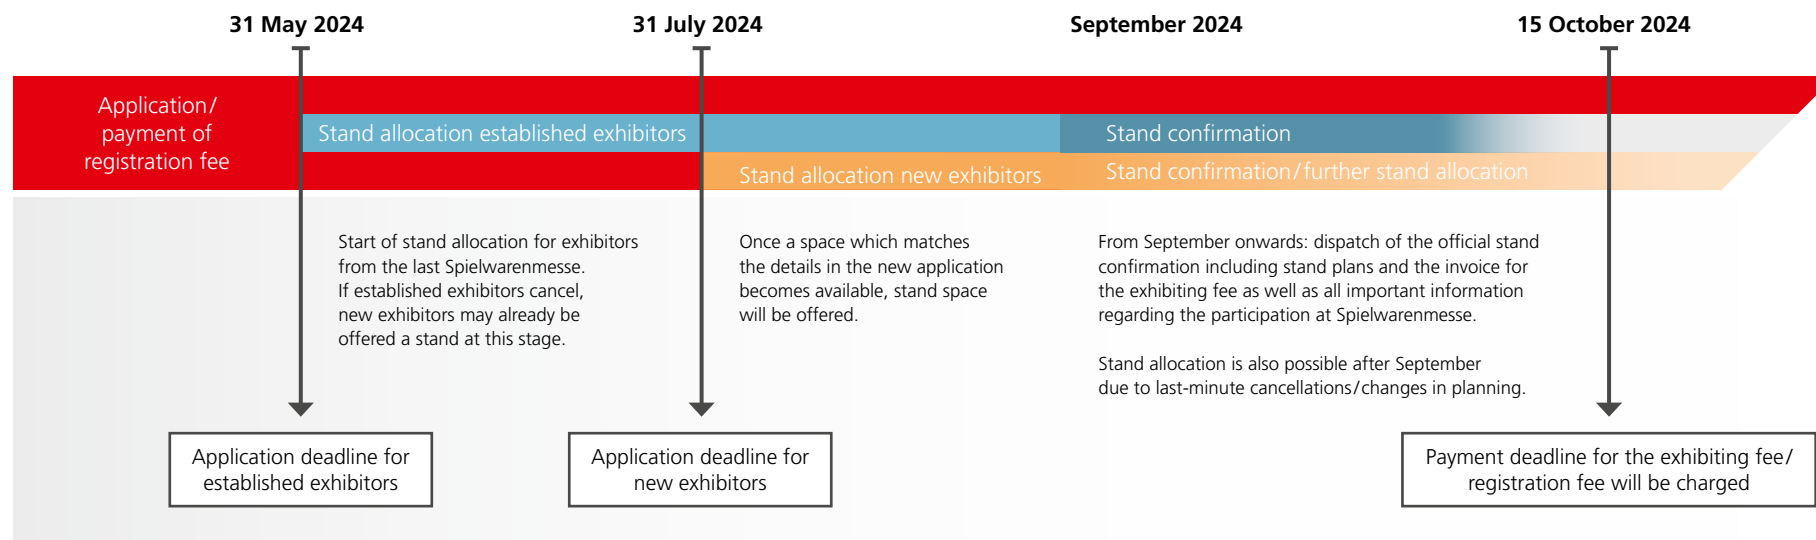 31 May 2024
31 July 2024
September 2024
15 October 2024
Application/
payment of
registration fee
Stand allocation established exhibitors
Stand confirmation
Stand allocation new exhibitors
Stand confirmation/further stand allocation
Start of stand allocation for exhibitors
from the last Spielwarenmesse.
If established exhibitors cancel,
new exhibitors may already be
offered a stand at this stage.
Once a space which matches
the details in the new application
becomes available, stand space
will be offered.
From September onwards: dispatch of the official stand
confirmation including stand plans and the invoice for
the exhibiting fee as well as all important information
regarding the participation at Spielwarenmesse.
Stand allocation is also possible after September
due to last-minute cancellations/changes in planning.
Application deadline for
established exhibitors
Application deadline for
new exhibitors
Payment deadline for the exhibiting fee/
registration fee will be charged